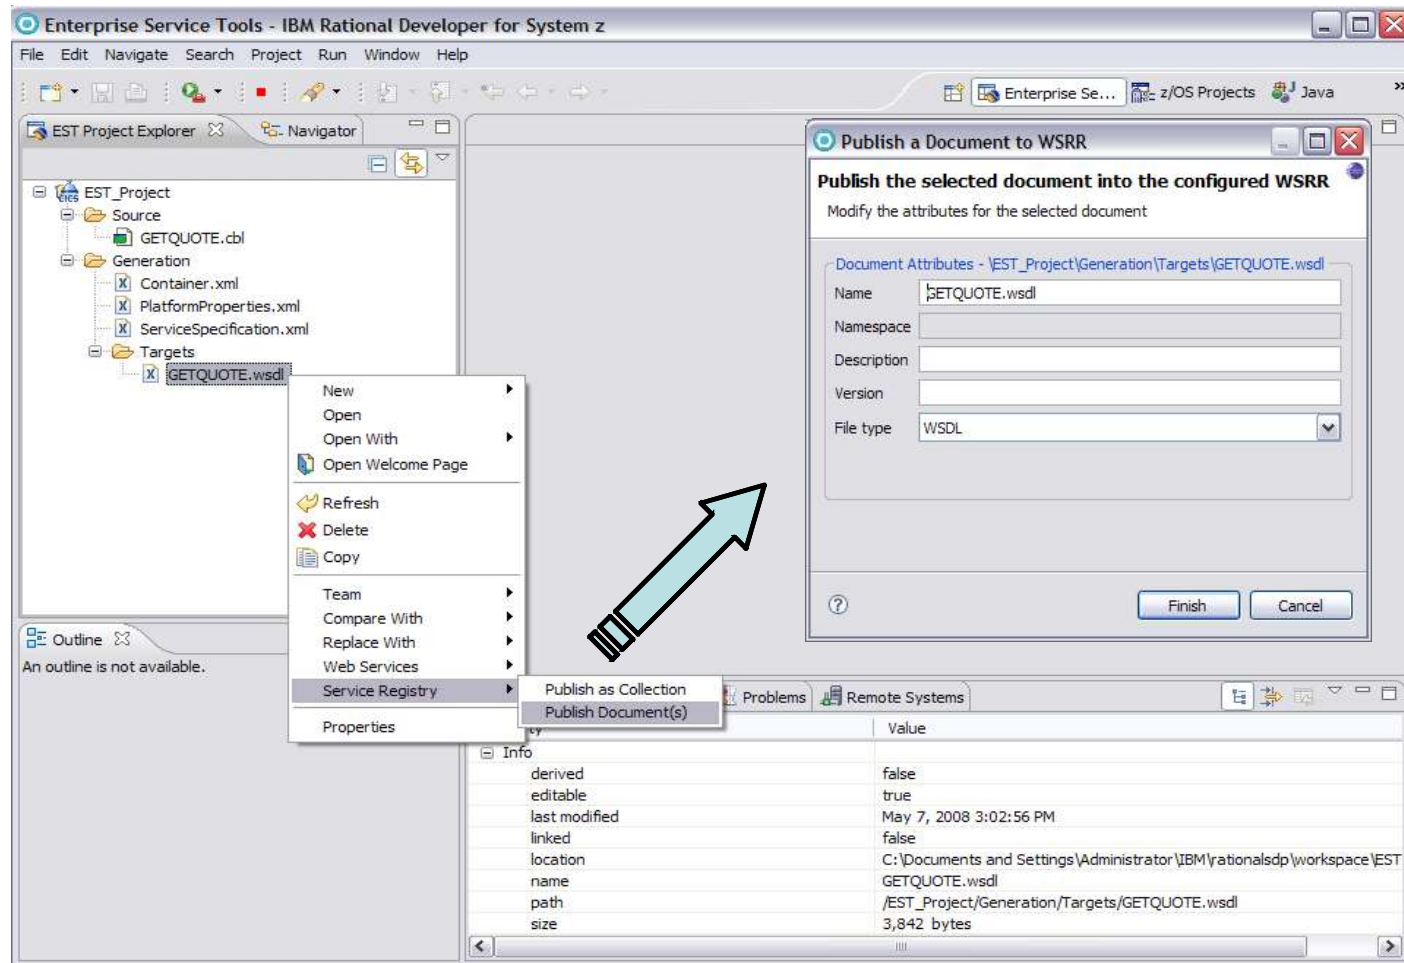 Enterprise Service Tools - IBM Rational Developer for System z
File Edit Navigate Search Project Run Window Help
Enterprise Se... z/OS Projects Java
EST Project Explorer Navigator
EST_Project
Source
GETQUOTE.cbl
Generation
Container.xml
PlatformProperties.xml
ServiceSpecification.xml
Targets
GETQUOTE.wsdl
New
Open
Open With
Open Welcome Page
Refresh
Delete
Copy
Team
Compare With
Replace With
Web Services
Service Registry
Properties
Publish as Collection
Publish Document(s)
Outline
An outline is not available.
Publish a Document to WSRR
Publish the selected document into the configured WSRR
Modify the attributes for the selected document
Document Attributes - \EST_Project\Generation\Targets\GETQUOTE.wsdl
Name GETQUOTE.wsdl
Namespace
Description
Version
File type WSDL
Finish Cancel
Problems Remote Systems
Value
Info
derived false
editable true
last modified May 7, 2008 3:02:56 PM
linked false
location C:\Documents and Settings\Administrator\IBM\rationalsdp\workspace\EST
name GETQUOTE.wsdl
path /EST_Project/Generation/Targets/GETQUOTE.wsdl
size 3,842 bytes